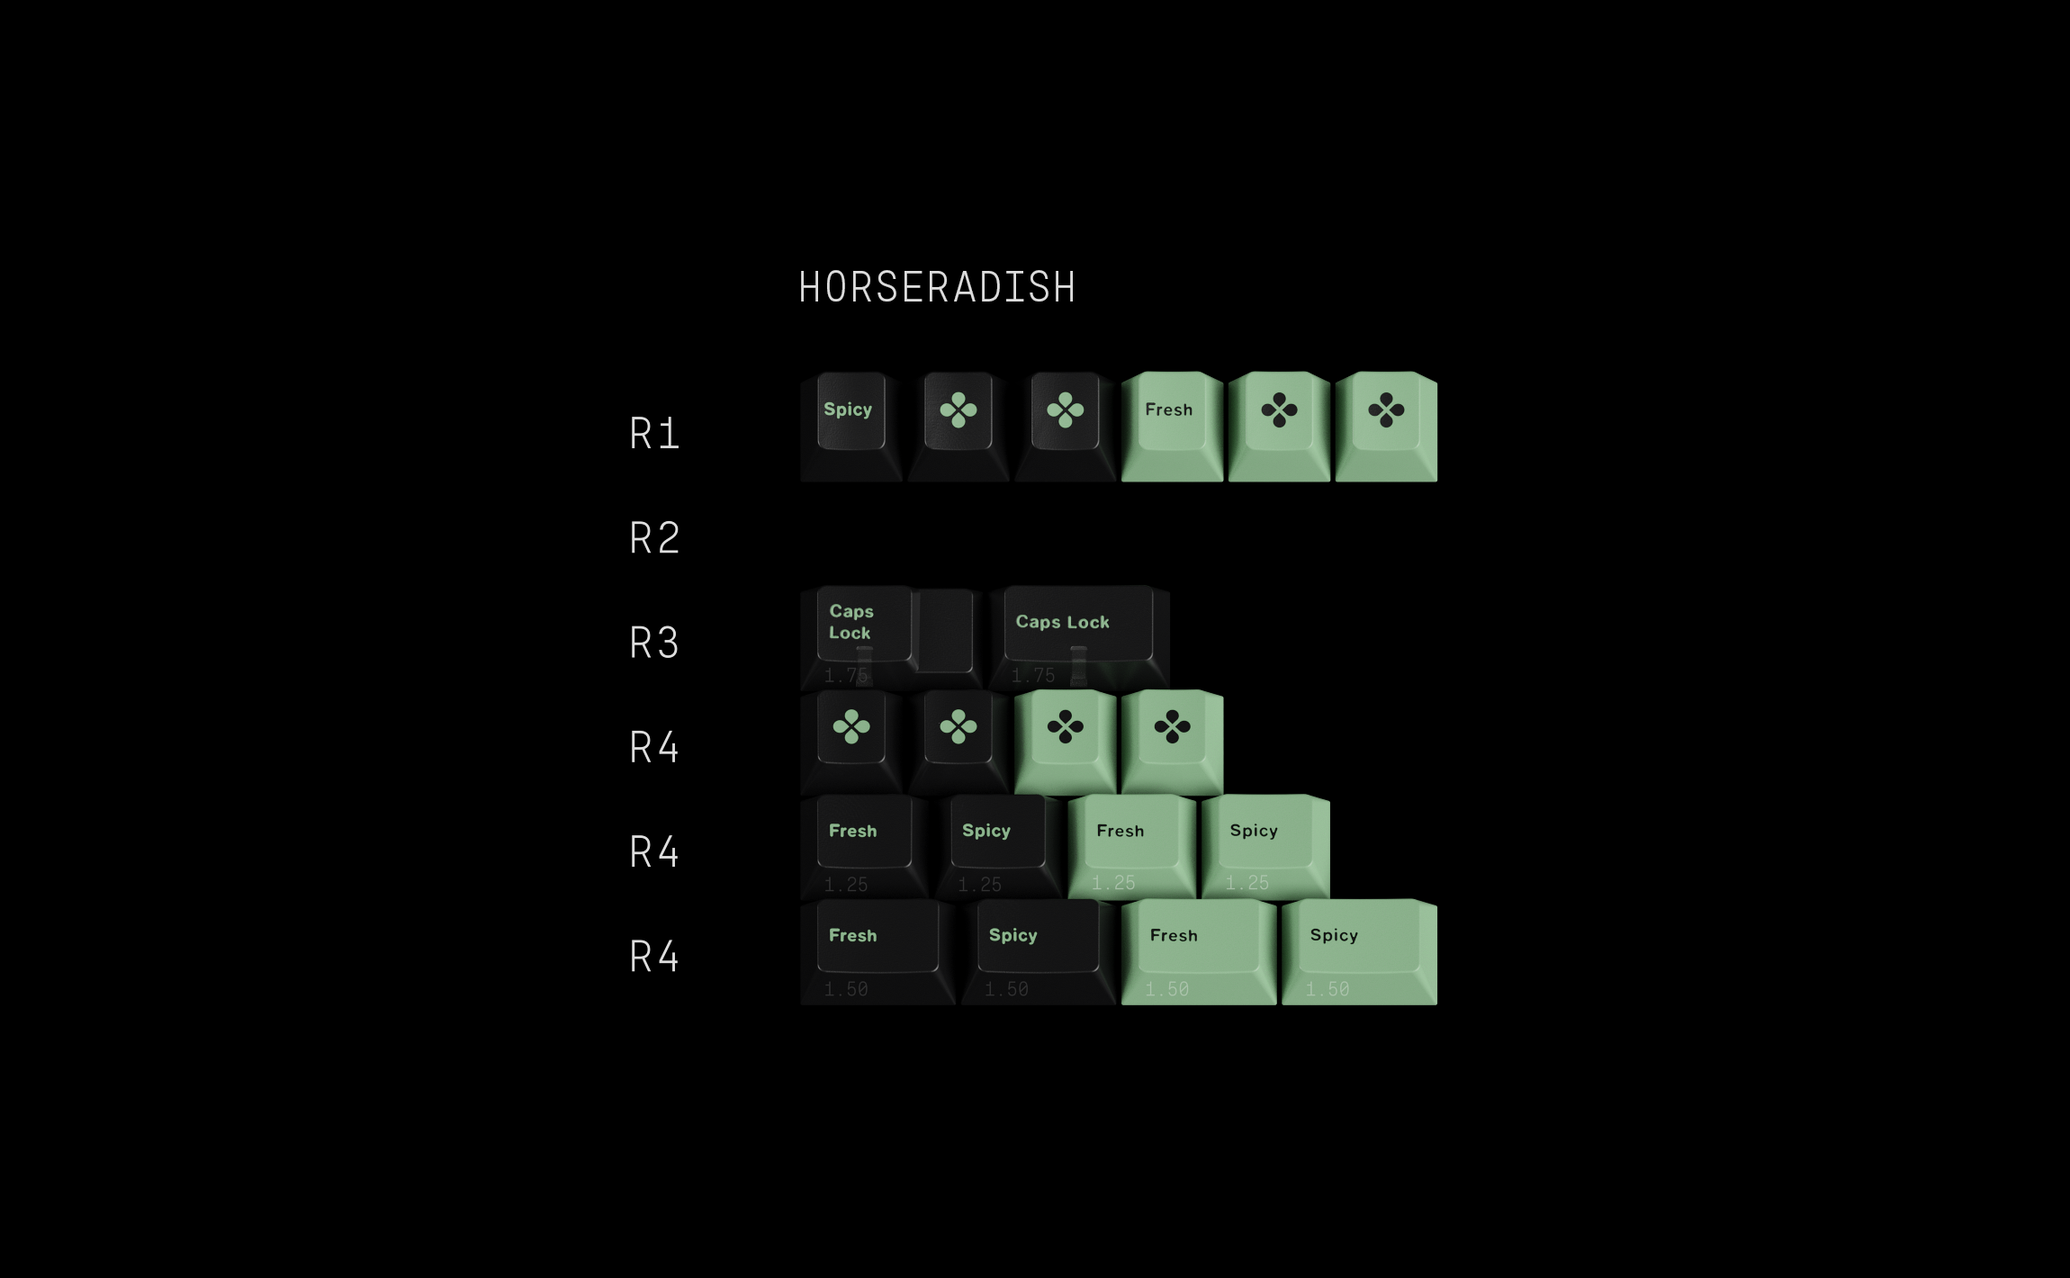 HORSERADISH
R1
Spicy Fresh
R2
R3
Caps Lock
Caps Lock
1.75 1.75
R4
R4
Fresh Spicy Fresh Spicy
1.25 1.25 1.25 1.25
R4
Fresh Spicy Fresh Spicy
1.50 1.50 1.50 1.50